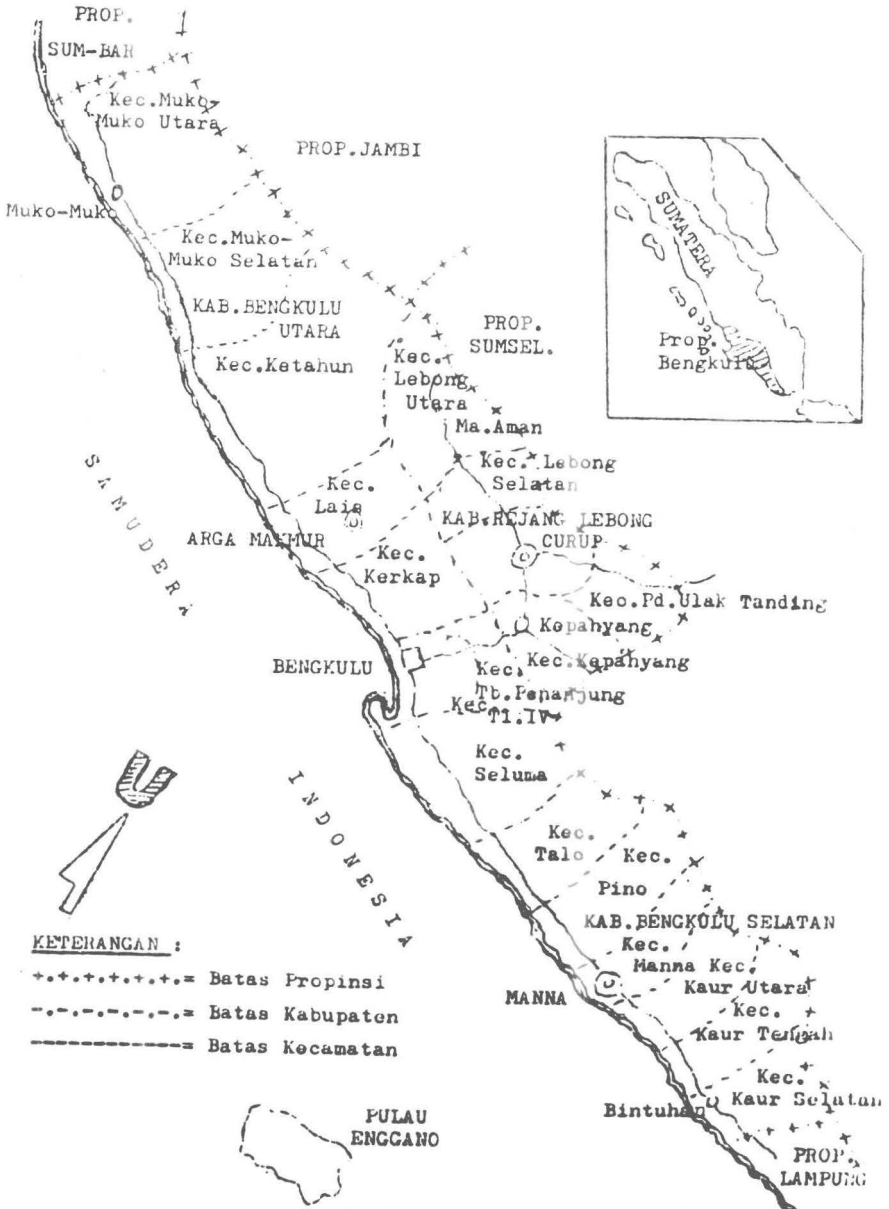 PROP.
SUM-BAR
Kec.Muko-
Muko Utara
PROP.JAMBI
Muko-Muko
Kec.Muko-
Muko Selatan
KAB.BENGKULU
UTARA
Kec.Ketahun
PROP.
SUMSEL.
Kec.
Lebong
Utara
Ma.Aman
Kec. Lebong
Selatan
SUMATERA
Prop.
Bengkulu
Kec.
Lais
ARGA MAKMUR
KAB.REJANG LEBONG
CURUP
Kec.
Kerkap
Kec.Pd.Ulak Tanding
Kepahyang
Kec.Kepahyang
BENGKULU
Kec.
Tb.Penanjung
Kec.
Tl.IV
Kec.
Seluma
SAMUDERA
INDONESIA
U
Kec.
Talo
Kec.
Pino
KAB.BENGKULU SELATAN
Kec.
Manna
Kec.
Kaur Utara
MANNA
Kec.
Kaur Tengah
Kec.
Kaur Selatan
Bintuhan
PROP.
LAMPUNG
KETERANGAN :
+.+.+.+.+.+.= Batas Propinsi
-.-.-.-.-.-.= Batas Kabupaten
------------= Batas Kecamatan
PULAU
ENGGANO